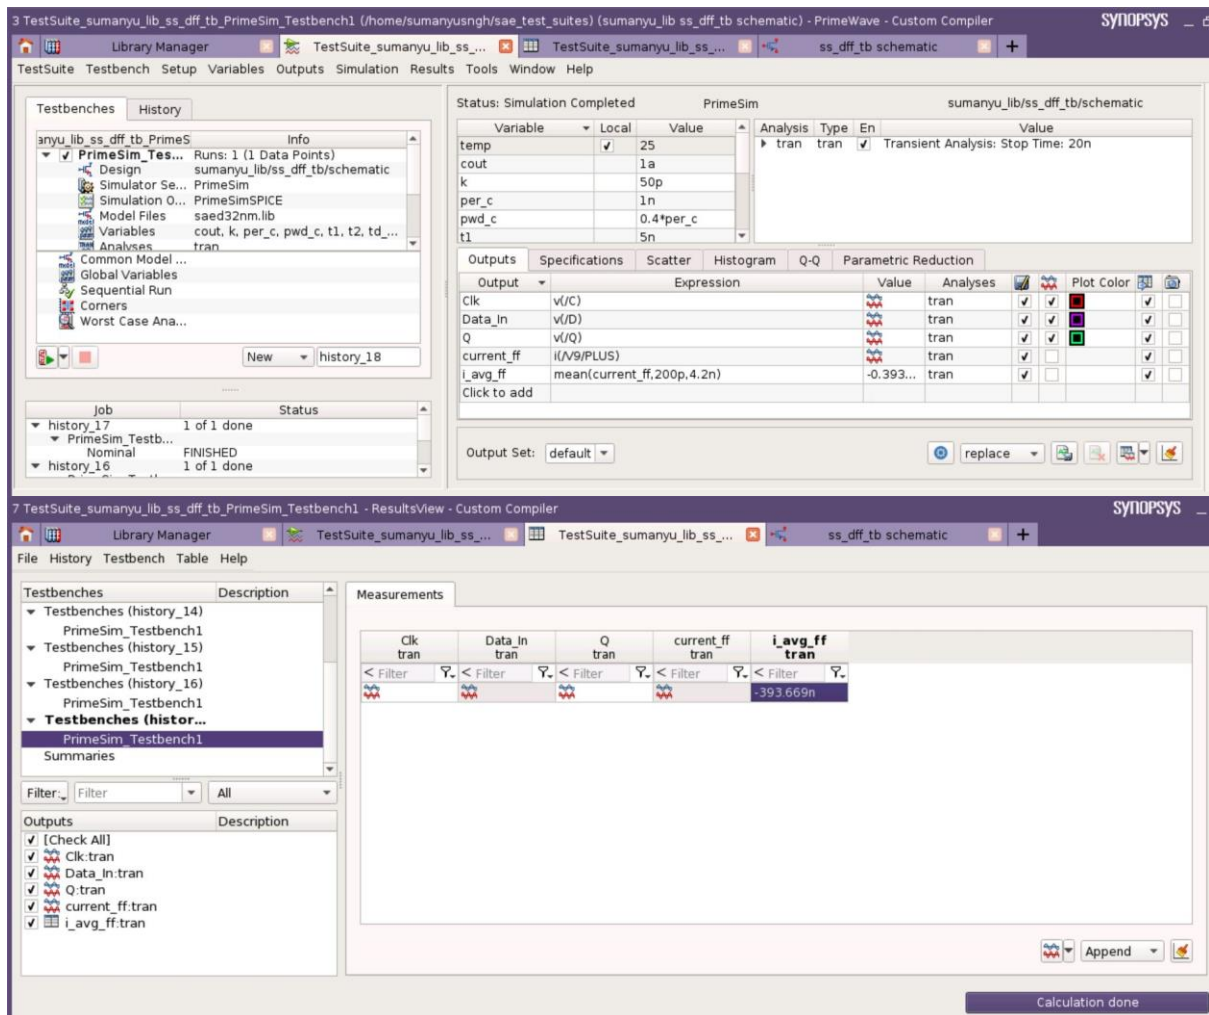 3 TestSuite_sumanyu_lib_ss_dff_tb_PrimeSim_Testbench1 (/home/sumanyusngh/sae_test_suites) (sumanyu_lib ss_dff_tb schematic) - PrimeWave - Custom Compiler SYNOPSYS
Library Manager TestSuite_sumanyu_lib_ss_... TestSuite_sumanyu_lib_ss_... ss_dff_tb schematic +
TestSuite Testbench Setup Variables Outputs Simulation Results Tools Window Help
Testbenches History
anyu_lib_ss_dff_tb_PrimeS Info
PrimeSim_Tes... Runs: 1 (1 Data Points)
Design sumanyu_lib/ss_dff_tb/schematic
Simulator Se... PrimeSim
Simulation O... PrimeSimSPICE
Model Files saed32nm.lib
Variables cout, k, per_c, pwd_c, t1, t2, td_...
Analyses tran
Common Model ...
Global Variables
Sequential Run
Corners
Worst Case Ana...
New history_18
Job Status
history_17 1 of 1 done
PrimeSim_Testb...
Nominal FINISHED
history_16 1 of 1 done
Status: Simulation Completed PrimeSim sumanyu_lib/ss_dff_tb/schematic
Variable Local Value
temp 25
cout 1a
k 50p
per_c 1n
pwd_c 0.4*per_c
t1 5n
Analysis Type En Value
tran tran Transient Analysis: Stop Time: 20n
Outputs Specifications Scatter Histogram Q-Q Parametric Reduction
Output Expression Value Analyses Plot Color
Clk v(/C) tran
Data_In v(/D) tran
Q v(/Q) tran
current_ff i(/V9/PLUS) tran
i_avg_ff mean(current_ff,200p,4.2n) -0.393... tran
Click to add
Output Set: default replace
7 TestSuite_sumanyu_lib_ss_dff_tb_PrimeSim_Testbench1 - ResultsView - Custom Compiler SYNOPSYS
Library Manager TestSuite_sumanyu_lib_ss_... TestSuite_sumanyu_lib_ss_... ss_dff_tb schematic +
File History Testbench Table Help
Testbenches Description
Testbenches (history_14)
PrimeSim_Testbench1
Testbenches (history_15)
PrimeSim_Testbench1
Testbenches (history_16)
PrimeSim_Testbench1
Testbenches (histor...
PrimeSim_Testbench1
Summaries
Filter: Filter All
Outputs Description
[Check All]
Clk:tran
Data_In:tran
Q:tran
current_ff:tran
i_avg_ff:tran
Measurements
Clk Data_In Q current_ff i_avg_ff
tran tran tran tran tran
< Filter < Filter < Filter < Filter < Filter
-393.669n
Append
Calculation done